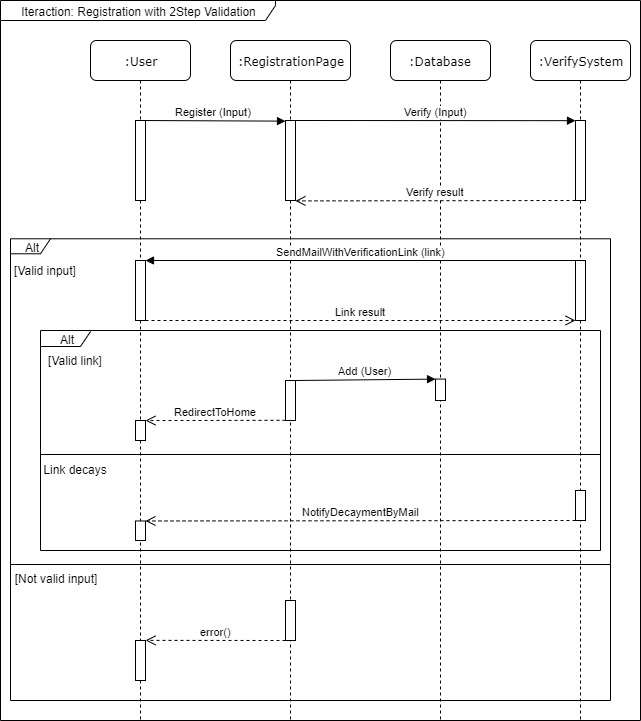 Iteraction: Registration with 2Step Validation
:User
:RegistrationPage
:Database
:VerifySystem
Register (Input)
Verify (Input)
Verify result
Alt
SendMailWithVerificationLink (link)
[Valid input]
Link result
Alt
[Valid link]
Add (User)
RedirectToHome
Link decays
NotifyDecaymentByMail
[Not valid input]
error()